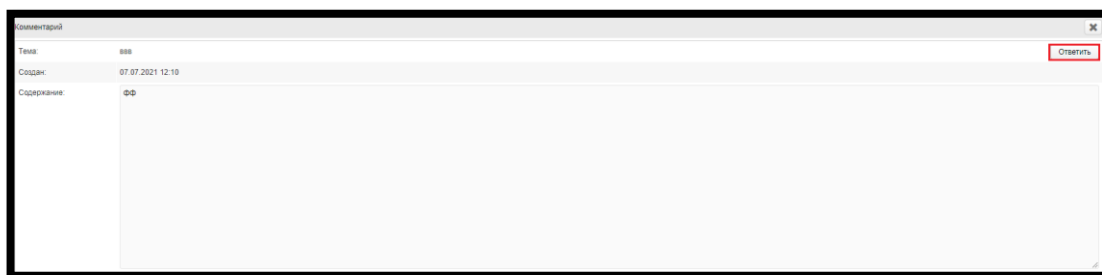 Комментарий
Тема: ввв Ответить
Создан: 07.07.2021 12:10
Содержание: фф